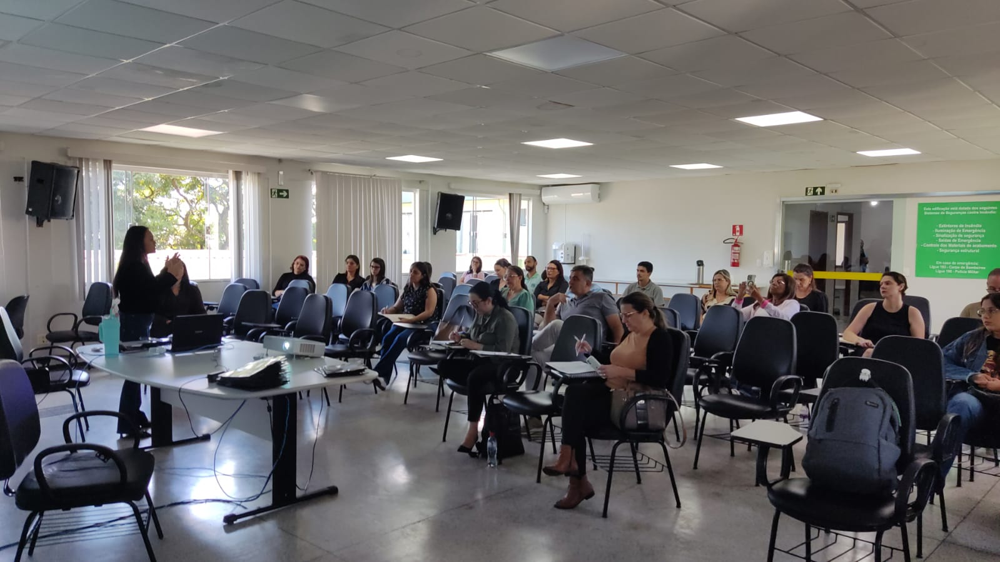 Esta edificação está dotada dos seguintes
Sistemas de Seguranças contra Incêndio:
- Extintores de Incêndio
- Iluminação de Emergência
- Sinalização de segurança
- Saídas de Emergência
- Controle dos Materiais de acabamento
- Segurança estrutural
Em caso de emergência:
Ligue 193 - Corpo de Bombeiros
Ligue 190 - Polícia Militar